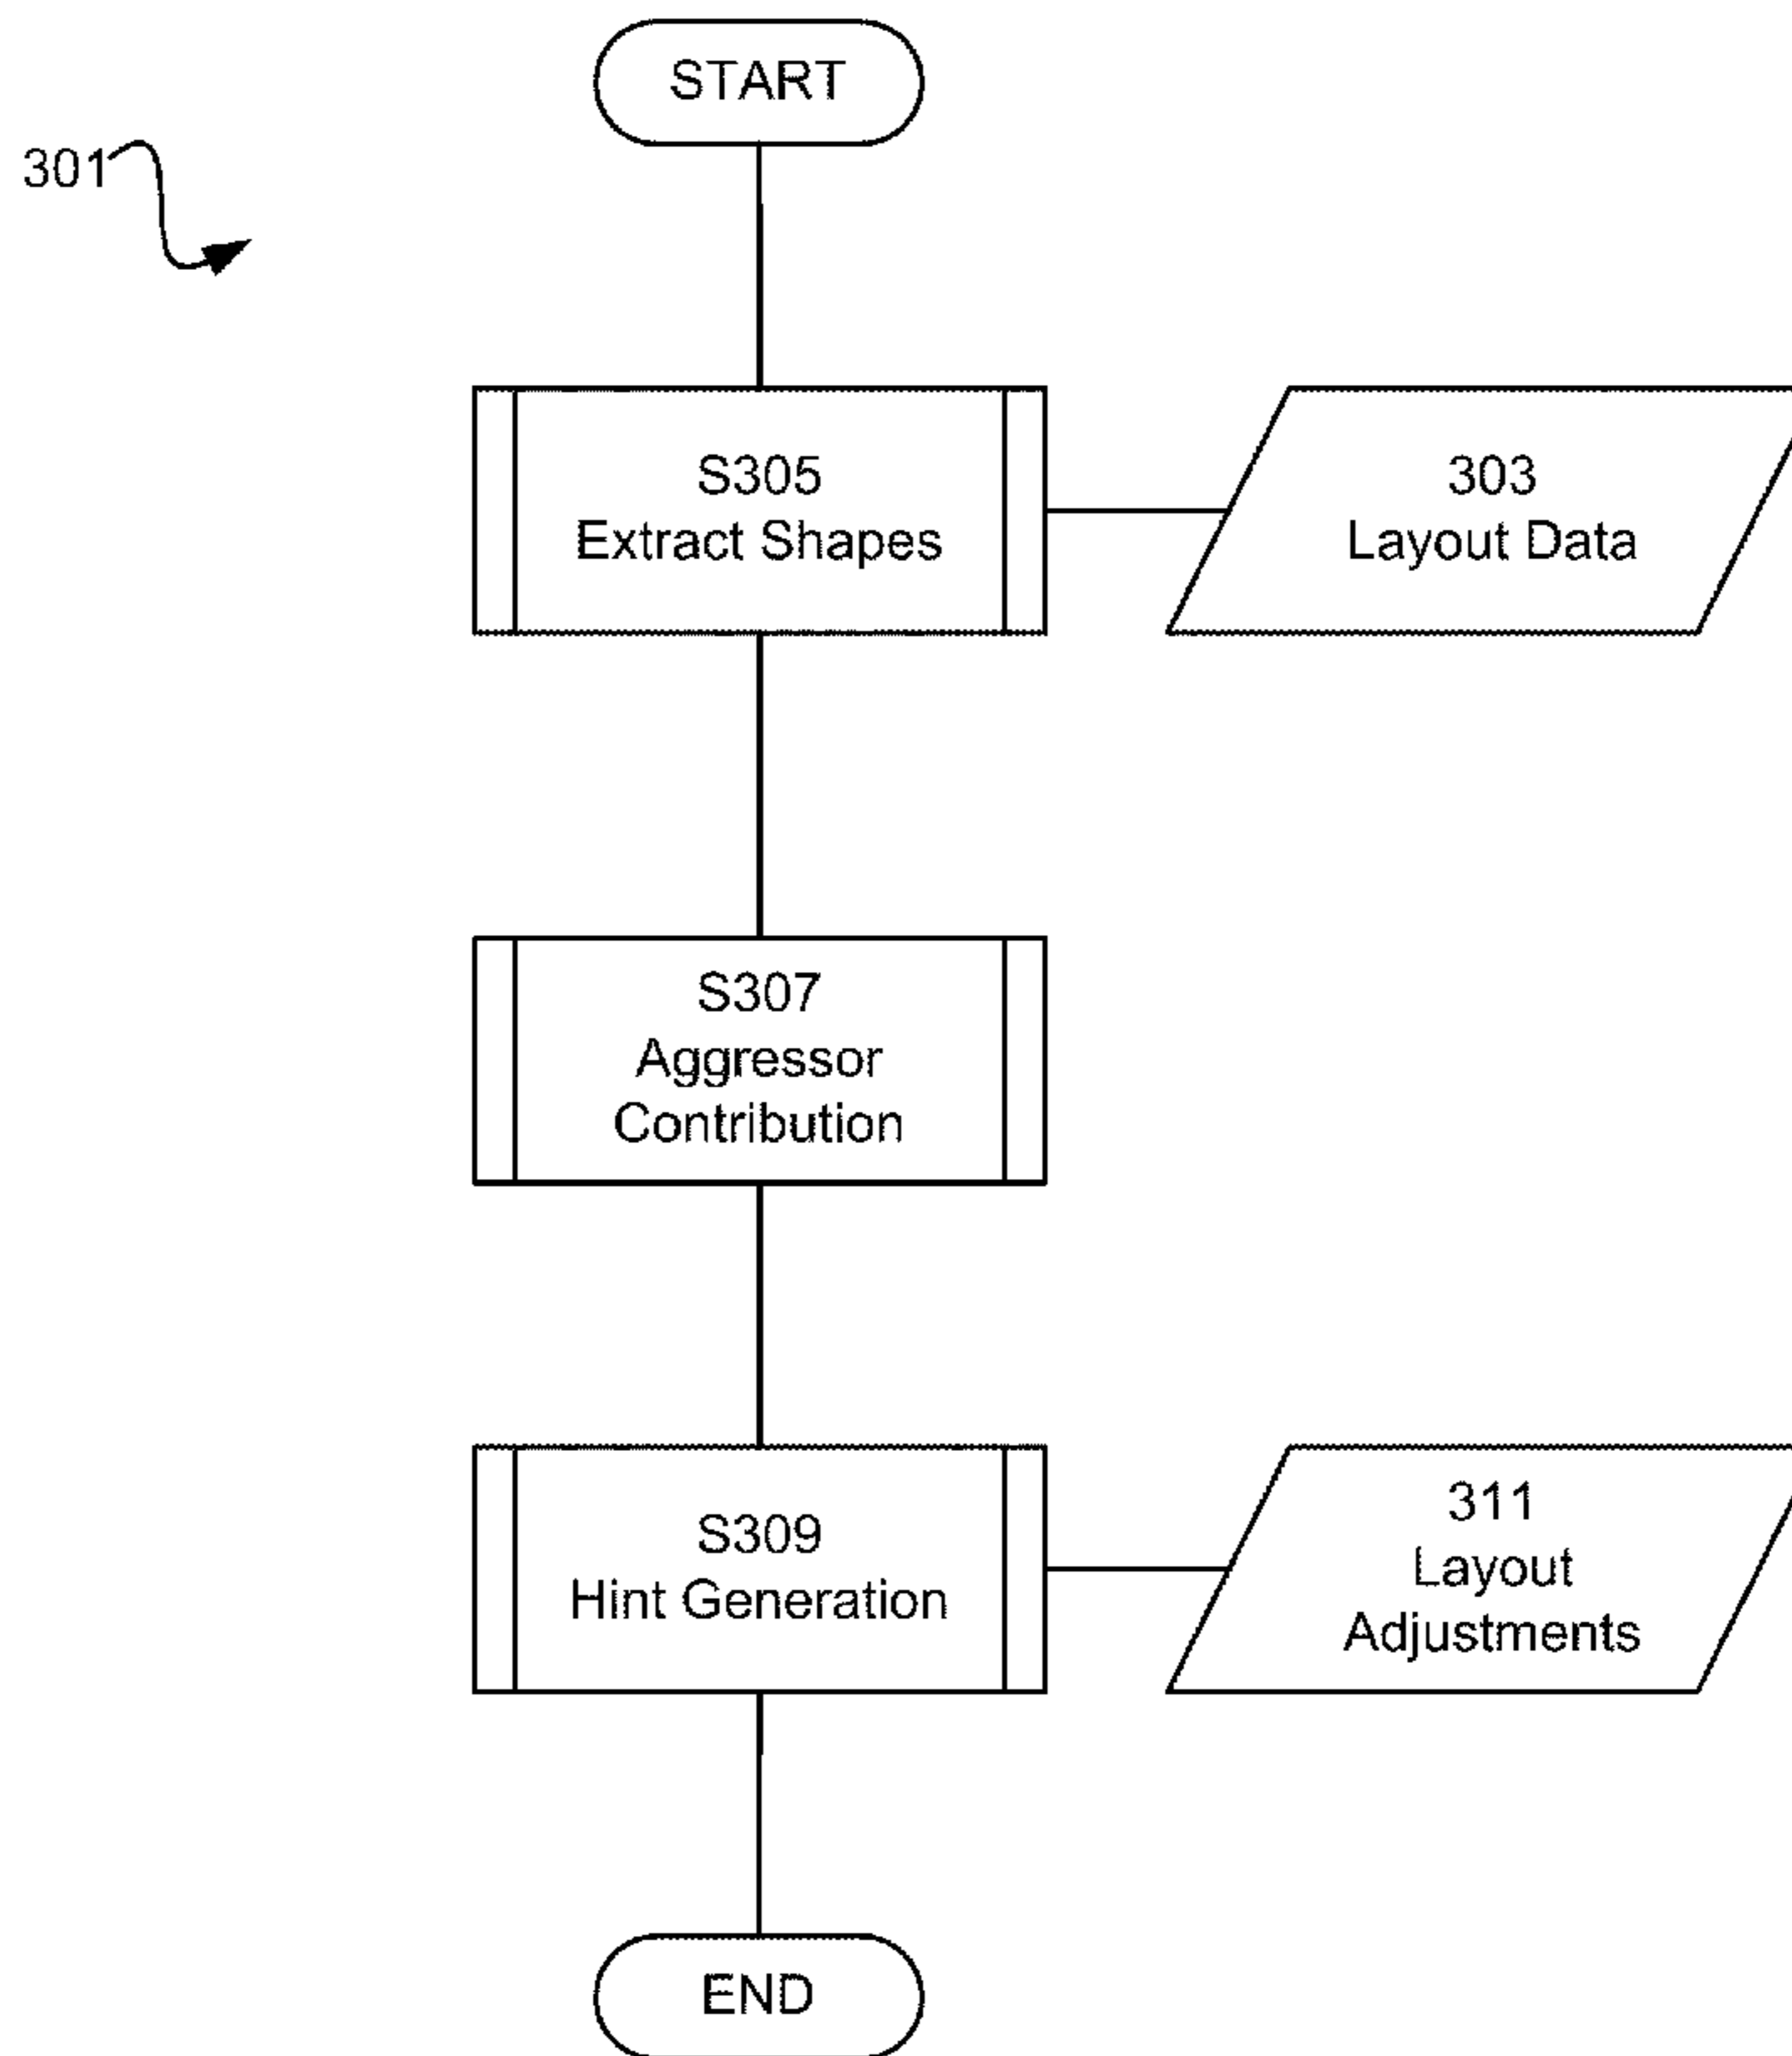 START
301
S305
Extract Shapes
303
Layout Data
S307
Aggressor
Contribution
S309
Hint Generation
311
Layout
Adjustments
END